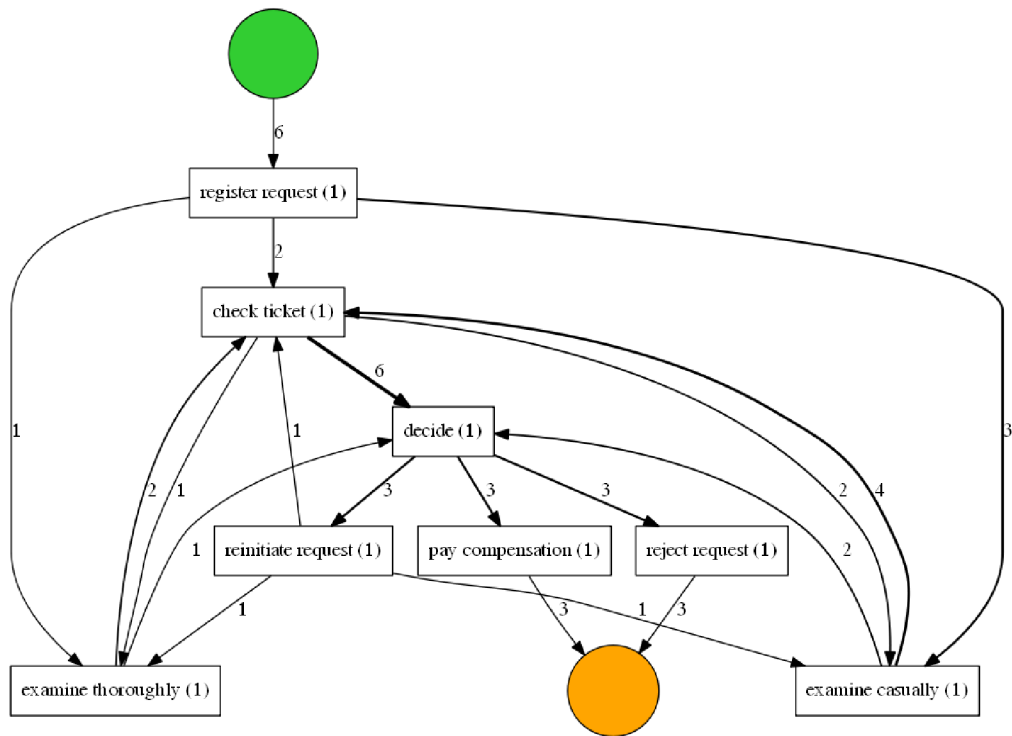 6
register request (1)
2
check ticket (1)
6
decide (1)
1
1
3
2
1
3
3
3
2
4
1
reinitiate request (1)
pay compensation (1)
reject request (1)
2
1
3
1
3
examine thoroughly (1)
examine casually (1)